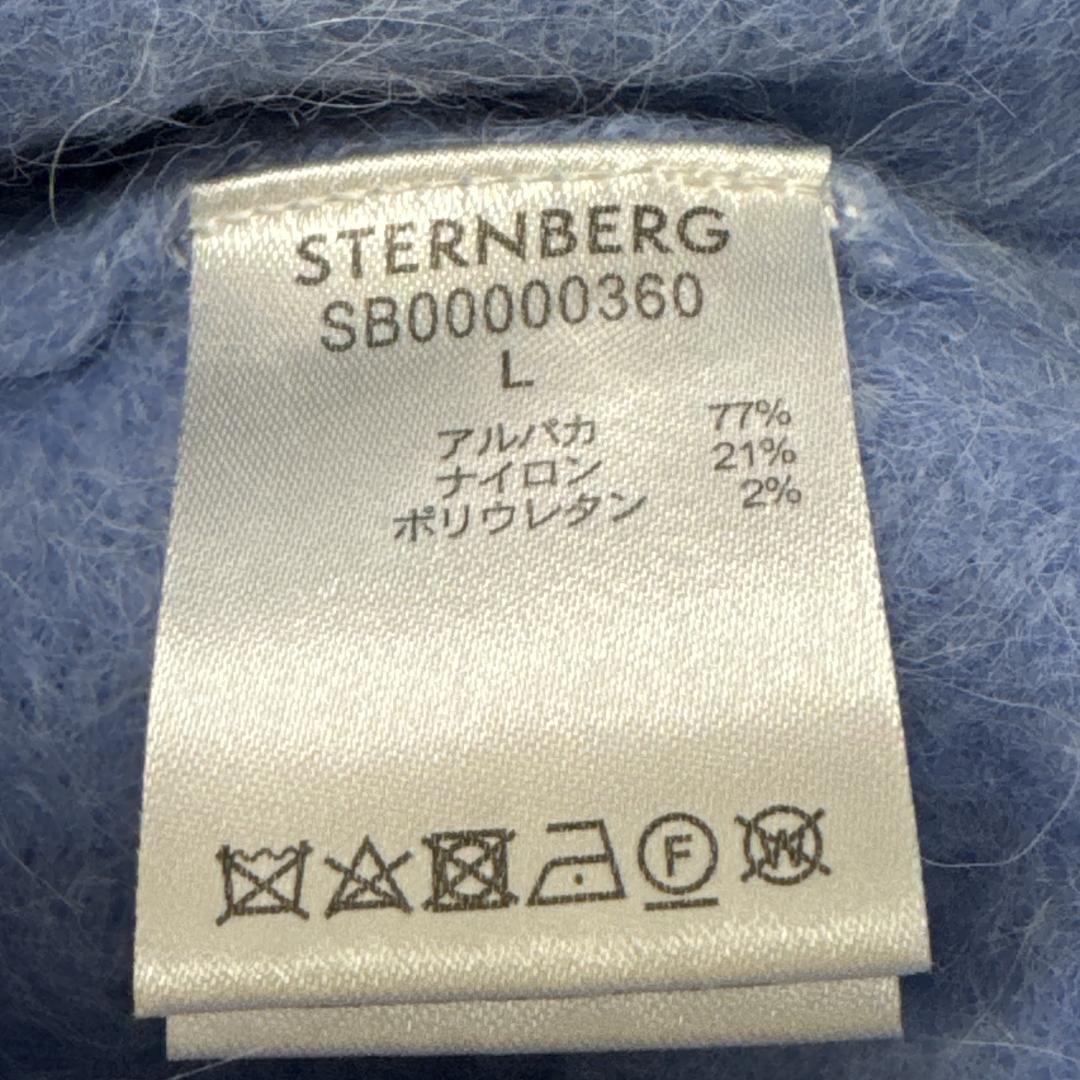 STERNBERG
SB00000360
L
アルパカ 77%
ナイロン 21%
ポリウレタン 2%
F W